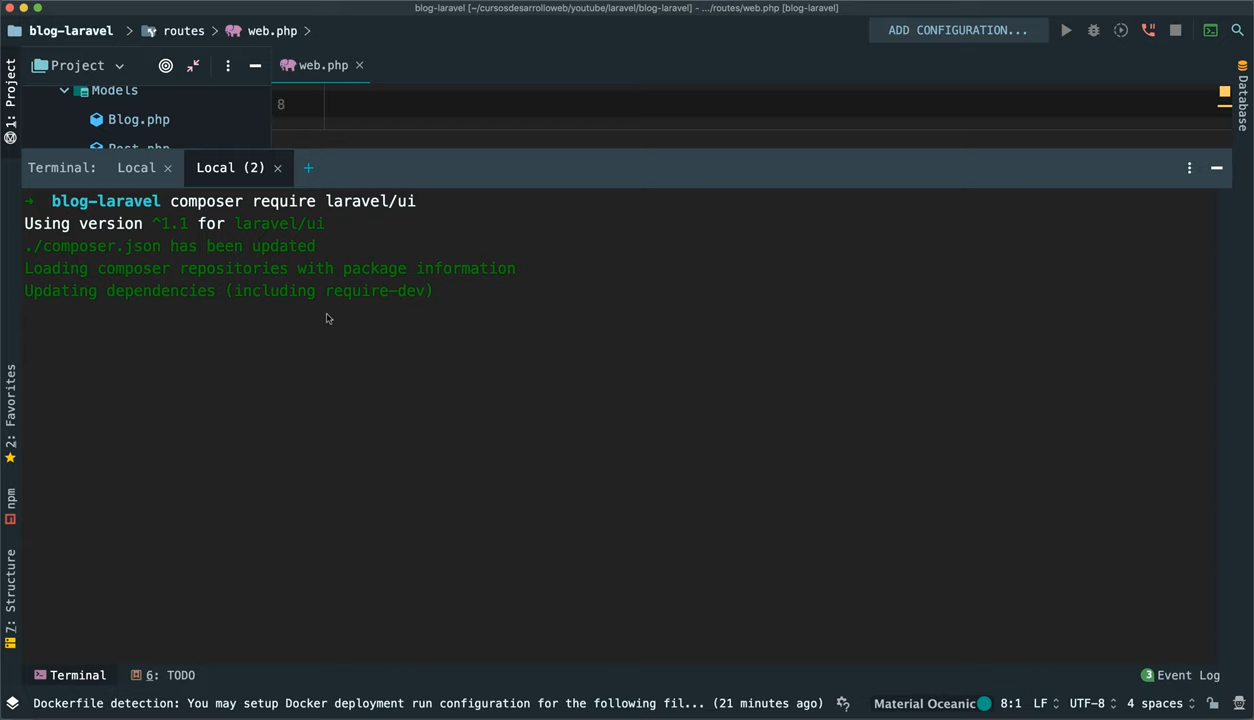 blog-laravel [~/cursosdesarrolloweb/youtube/laravel/blog-laravel] - .../routes/web.php [blog-laravel]
blog-laravel routes web.php ADD CONFIGURATION...
1: Project
Project
web.php
Models
8
Blog.php
Post.php
Database
Terminal: Local Local (2) +
→ blog-laravel composer require laravel/ui
Using version ^1.1 for laravel/ui
./composer.json has been updated
Loading composer repositories with package information
Updating dependencies (including require-dev)
2: Favorites
npm
7: Structure
Terminal 6: TODO
3 Event Log
Dockerfile detection: You may setup Docker deployment run configuration for the following fil... (21 minutes ago) Material Oceanic 8:1 LF UTF-8 4 spaces